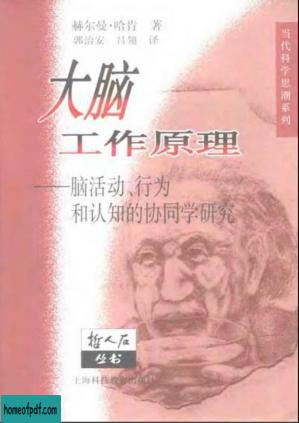 赫尔曼·哈肯 著
郭治安 吕翎 译
当代科学思潮系列
大脑
工作原理
——脑活动、行为
和认知的协同学研究
哲人石
丛书
上海科技教育出版社
homeofpdf.com
homeofpdf.com